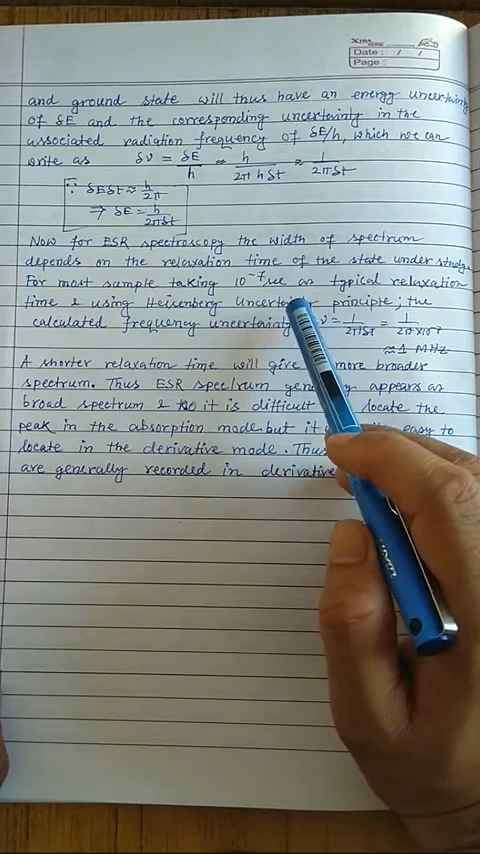 XTRA
Date : / /
Page :
and ground state will thus have an energy uncertainty
of δE and the corresponding uncertainty in the
associated radiation frequency of δE/h, which we can
write as δν = δE/h ≈ h/2πhδt ≈ 1/2πδt
∵ δEδt ≈ h/2π
⇒ δE = h/2πδt
Now for ESR spectroscopy the width of spectrum
depends on the relaxation time of the state under study.
For most sample taking 10⁻⁷sec as typical relaxation
time & using Heisenberg Uncertain principle; the
calculated frequency uncertainty ν = 1/2πδt = 1/2π×10⁻⁷
≈ 1 MHz
A shorter relaxation time will give more broader
spectrum. Thus ESR spectrum appears as
broad spectrum & so it is difficult locate the
peak in the absorption mode but it easy to
locate in the derivative mode. Thus
are generally recorded in derivative